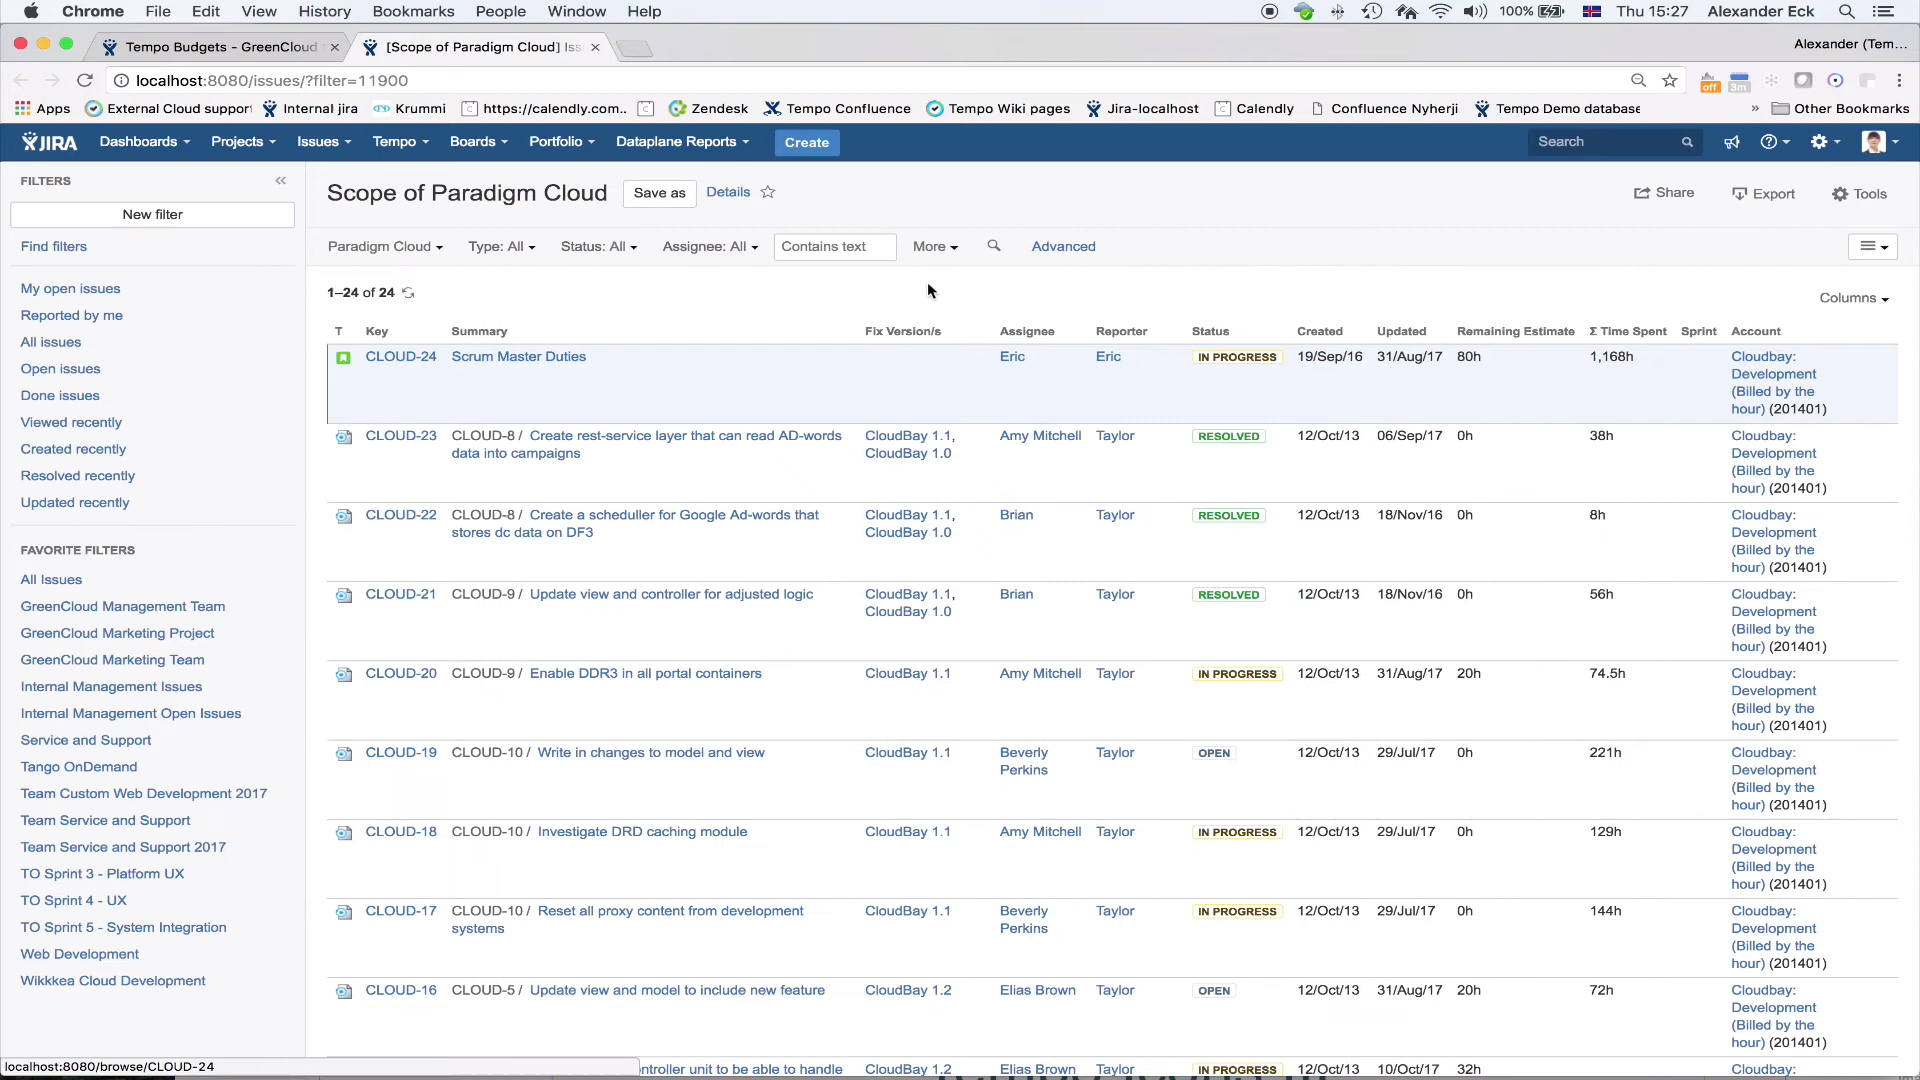 Chrome File Edit View History Bookmarks People Window Help 100% Thu 15:27 Alexander Eck
Tempo Budgets - GreenCloud [Scope of Paradigm Cloud] Iss Alexander (Tem...
localhost:8080/issues/?filter=11900
Apps External Cloud support Internal jira Krummi https://calendly.com.. Zendesk Tempo Confluence Tempo Wiki pages Jira-localhost Calendly Confluence Nyherji Tempo Demo database » Other Bookmarks
JIRA Dashboards Projects Issues Tempo Boards Portfolio Dataplane Reports Create Search
FILTERS
New filter
Find filters
My open issues
Reported by me
All issues
Open issues
Done issues
Viewed recently
Created recently
Resolved recently
Updated recently
FAVORITE FILTERS
All Issues
GreenCloud Management Team
GreenCloud Marketing Project
GreenCloud Marketing Team
Internal Management Issues
Internal Management Open Issues
Service and Support
Tango OnDemand
Team Custom Web Development 2017
Team Service and Support
Team Service and Support 2017
TO Sprint 3 - Platform UX
TO Sprint 4 - UX
TO Sprint 5 - System Integration
Web Development
Wikkkea Cloud Development
Scope of Paradigm Cloud Save as Details Share Export Tools
Paradigm Cloud Type: All Status: All Assignee: All Contains text More Advanced
1–24 of 24
Columns
T Key Summary Fix Version/s Assignee Reporter Status Created Updated Remaining Estimate Σ Time Spent Sprint Account
CLOUD-24 Scrum Master Duties Eric Eric IN PROGRESS 19/Sep/16 31/Aug/17 80h 1,168h Cloudbay:
Development
(Billed by the
hour) (201401)
CLOUD-23 CLOUD-8 / Create rest-service layer that can read AD-words CloudBay 1.1, Amy Mitchell Taylor RESOLVED 12/Oct/13 06/Sep/17 0h 38h Cloudbay:
data into campaigns CloudBay 1.0 Development
(Billed by the
hour) (201401)
CLOUD-22 CLOUD-8 / Create a scheduller for Google Ad-words that CloudBay 1.1, Brian Taylor RESOLVED 12/Oct/13 18/Nov/16 0h 8h Cloudbay:
stores dc data on DF3 CloudBay 1.0 Development
(Billed by the
hour) (201401)
CLOUD-21 CLOUD-9 / Update view and controller for adjusted logic CloudBay 1.1, Brian Taylor RESOLVED 12/Oct/13 18/Nov/16 0h 56h Cloudbay:
CloudBay 1.0 Development
(Billed by the
hour) (201401)
CLOUD-20 CLOUD-9 / Enable DDR3 in all portal containers CloudBay 1.1 Amy Mitchell Taylor IN PROGRESS 12/Oct/13 31/Aug/17 20h 74.5h Cloudbay:
Development
(Billed by the
hour) (201401)
CLOUD-19 CLOUD-10 / Write in changes to model and view CloudBay 1.1 Beverly Taylor OPEN 12/Oct/13 29/Jul/17 0h 221h Cloudbay:
Perkins Development
(Billed by the
hour) (201401)
CLOUD-18 CLOUD-10 / Investigate DRD caching module CloudBay 1.1 Amy Mitchell Taylor IN PROGRESS 12/Oct/13 29/Jul/17 0h 129h Cloudbay:
Development
(Billed by the
hour) (201401)
CLOUD-17 CLOUD-10 / Reset all proxy content from development CloudBay 1.1 Beverly Taylor IN PROGRESS 12/Oct/13 29/Jul/17 0h 144h Cloudbay:
systems Perkins Development
(Billed by the
hour) (201401)
CLOUD-16 CLOUD-5 / Update view and model to include new feature CloudBay 1.2 Elias Brown Taylor OPEN 12/Oct/13 31/Aug/17 20h 72h Cloudbay:
Development
(Billed by the
hour) (201401)
unit to be able to handle CloudBay 1.2 Elias Brown Taylor IN PROGRESS 12/Oct/13 10/Oct/17 32h Cloudbay:
localhost:8080/browse/CLOUD-24